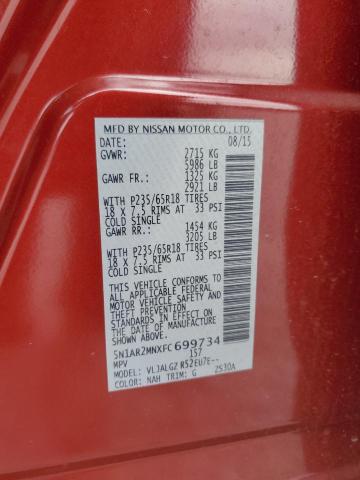 MFD BY NISSAN MOTOR CO., LTD.
DATE: 08/15
GVWR: 2715 KG
5986 LB
GAWR FR.: 1325 KG
2921 LB
WITH P235/65R18 TIRES
18 X 7.5 RIMS AT 33 PSI
COLD SINGLE
GAWR RR.: 1454 KG
3205 LB
WITH P235/65R18 TIRES
18 X 7.5 RIMS AT 33 PSI
COLD SINGLE
THIS VEHICLE CONFORMS TO ALL
APPLICABLE FEDERAL
MOTOR VEHICLE SAFETY AND
THEFT PREVENTION
STANDARDS IN EFFECT ON
THE DATE OF MANUFACTURE
SHOWN ABOVE.
5N1AR2MNXFC699734
MPV 157
MODEL: VLJALGZ R52EU7E--
COLOR: NAH TRIM: G 2530A